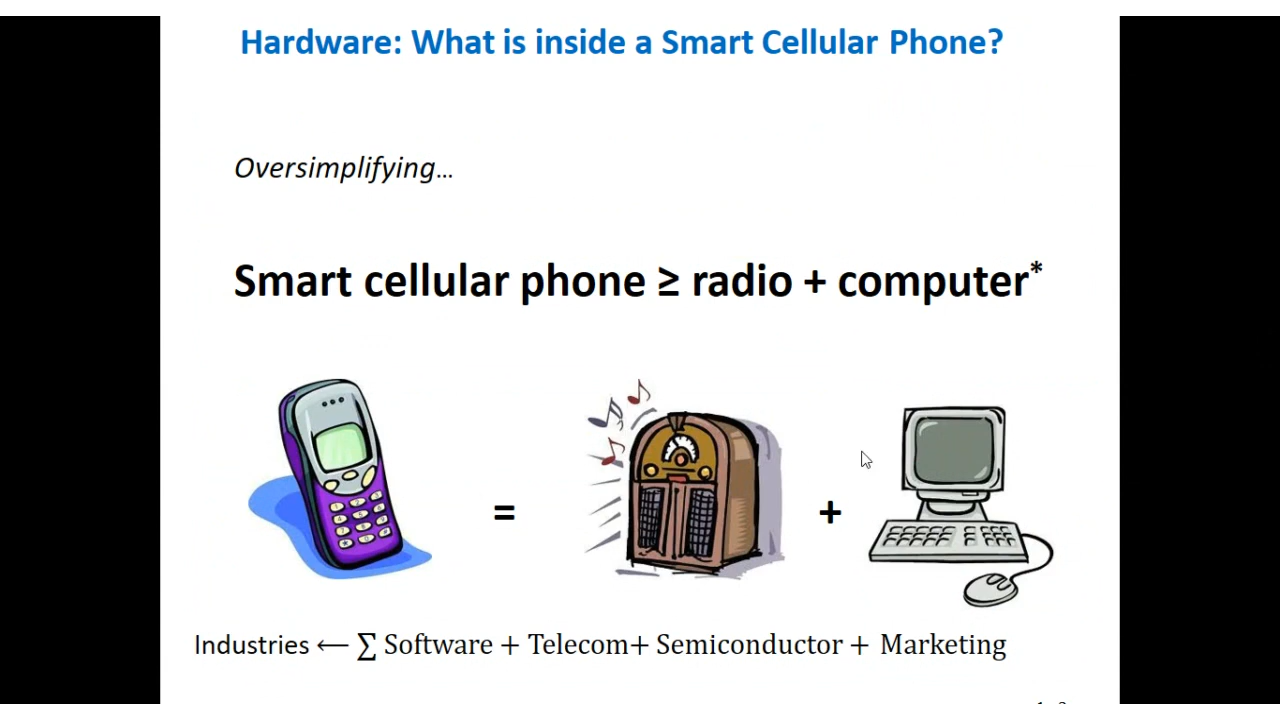 Hardware: What is inside a Smart Cellular Phone?
Oversimplifying...
Smart cellular phone ≥ radio + computer*
=
+
Industries ⟵ ∑ Software + Telecom+ Semiconductor + Marketing